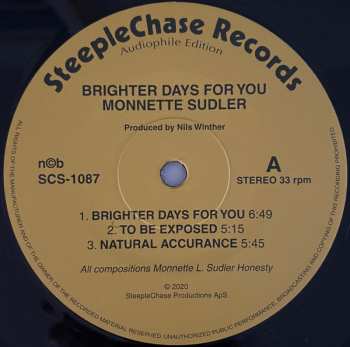 SteepleChase Records
Audiophile Edition
BRIGHTER DAYS FOR YOU
MONNETTE SUDLER
Produced by Nils Winther
n©b
SCS-1087
A
STEREO 33 rpm
1. BRIGHTER DAYS FOR YOU 6:49
2. TO BE EXPOSED 5:15
3. NATURAL ACCURANCE 5:45
All compositions Monnette L. Sudler Honesty
© 2020
SteepleChase Productions ApS
ALL RIGHTS OF THE MANUFACTURER AND OF THE OWNER OF THE RECORDED MATERIAL RESERVED. UNAUTHORIZED PUBLIC PERFORMANCE, BROADCASTING AND COPYING OF THIS RECORDING PROHIBITED.